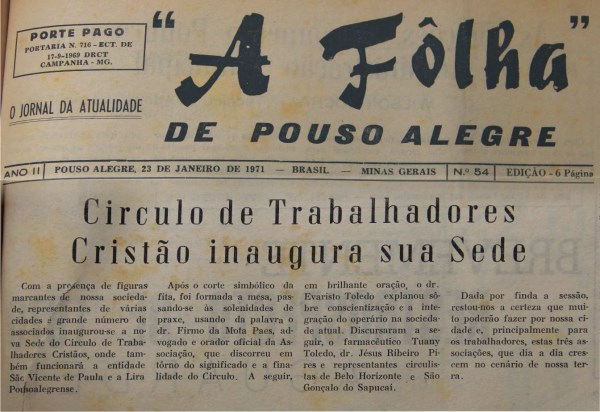 PORTE PAGO
PORTARIA N. 716 - ECT. DE
17-9-1969 DRCT
CAMPANHA - MG.
O JORNAL DA ATUALIDADE
"A Fôlha"
DE POUSO ALEGRE
ANO II POUSO ALEGRE, 23 DE JANEIRO DE 1971 — BRASIL — MINAS GERAIS N.º 54 EDIÇÃO - 6 Página
Circulo de Trabalhadores
Cristão inaugura sua Sede
Com a presença de figuras
marcantes de nossa socieda-
de, representantes de várias
cidades e grande número de
associados inaugurou-se a no-
va Sede do Circulo de Traba-
lhadores Cristãos, onde tam-
bém funcionará a entidade
São Vicente de Paula e a Lira
Pousoalegrense.
Após o corte simbólico da
fita, foi formada a mesa, pas-
sando-se às solenidades de
praxe, usando da palavra o
dr. Firmo da Mota Paes, ad-
vogado e orador oficial da As-
sociação, que discorreu em
tôrno do significado e a fina-
lidade do Círculo. A seguir,
em brilhante oração, o dr.
Evaristo Toledo explanou sô-
bre conscientização e a inte-
gração do operário na socieda-
de atual. Discursaram a se-
guir, o farmacêutico Tuany
Toledo, dr. Jésus Ribeiro Pi-
res e representantes circulis-
tas de Belo Horizonte e São
Gonçalo do Sapucaí.
Dada por finda a sessão,
restou-nos a certeza que mui-
to poderão fazer por nossa ci-
dade e, principalmente para
os trabalhadores, estas três as-
sociações, que dia a dia cres-
cem no cenário de nossa ter-
ra.